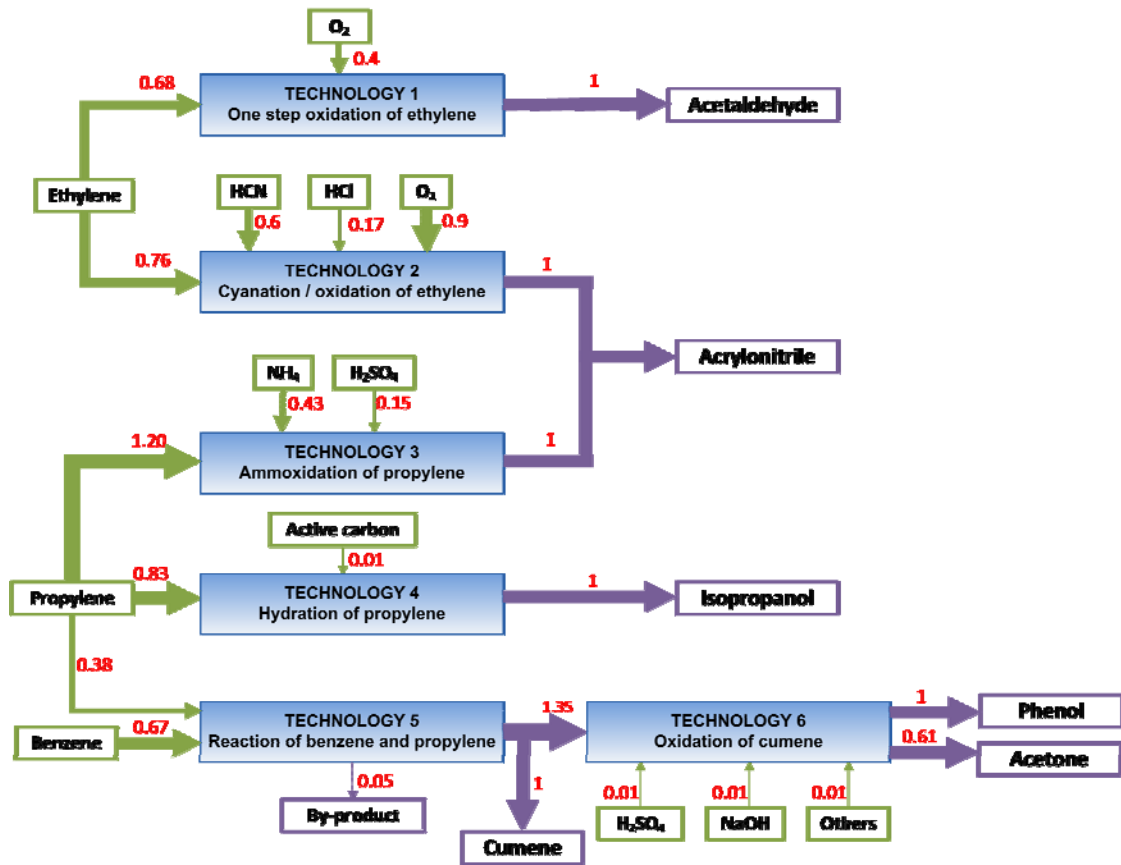 O₂
0.4
0.68
TECHNOLOGY 1
One step oxidation of ethylene
1
Acetaldehyde
Ethylene
HCN
HCl
O₂
0.6
0.17
0.9
0.76
TECHNOLOGY 2
Cyanation / oxidation of ethylene
1
Acrylonitrile
NH₄
H₂SO₄
0.43
0.15
1.20
TECHNOLOGY 3
Ammoxidation of propylene
1
Active carbon
0.01
Propylene
0.83
TECHNOLOGY 4
Hydration of propylene
1
Isopropanol
0.38
Benzene
0.67
TECHNOLOGY 5
Reaction of benzene and propylene
1.35
TECHNOLOGY 6
Oxidation of cumene
1
Phenol
0.61
Acetone
0.05
By-product
1
Cumene
0.01
0.01
0.01
H₂SO₄
NaOH
Others